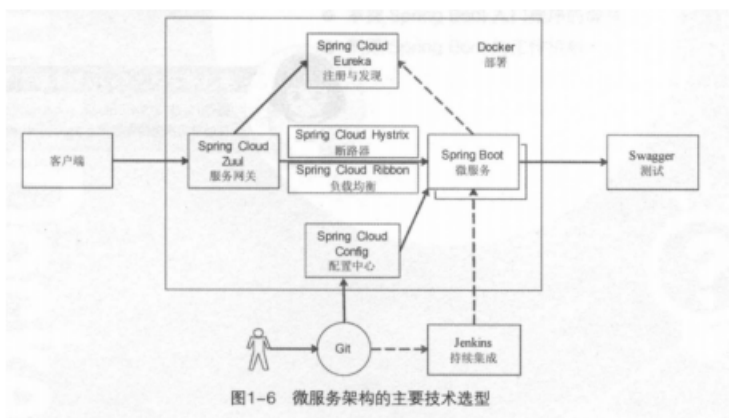 Spring Cloud
Eureka
注册与发现
Docker
部署
客户端
Spring Cloud
Zuul
服务网关
Spring Cloud Hystrix
断路器
Spring Cloud Ribbon
负载均衡
Spring Boot
微服务
Swagger
测试
Spring Cloud
Config
配置中心
Git
Jenkins
持续集成
图1-6 微服务架构的主要技术选型